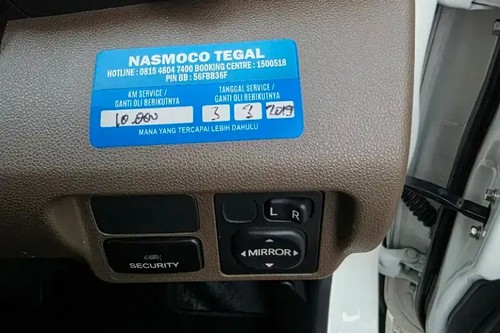 NASMOCO TEGAL
HOTLINE : 0815 4804 7400 BOOKING CENTRE : 1500518
PIN BB : 56FBB36F
KM SERVICE / TANGGAL SERVICE /
GANTI OLI BERIKUTNYA GANTI OLI BERIKUTNYA
10.000 3 3 2019
MANA YANG TERCAPAI LEBIH DAHULU
L R
MIRROR
SECURITY